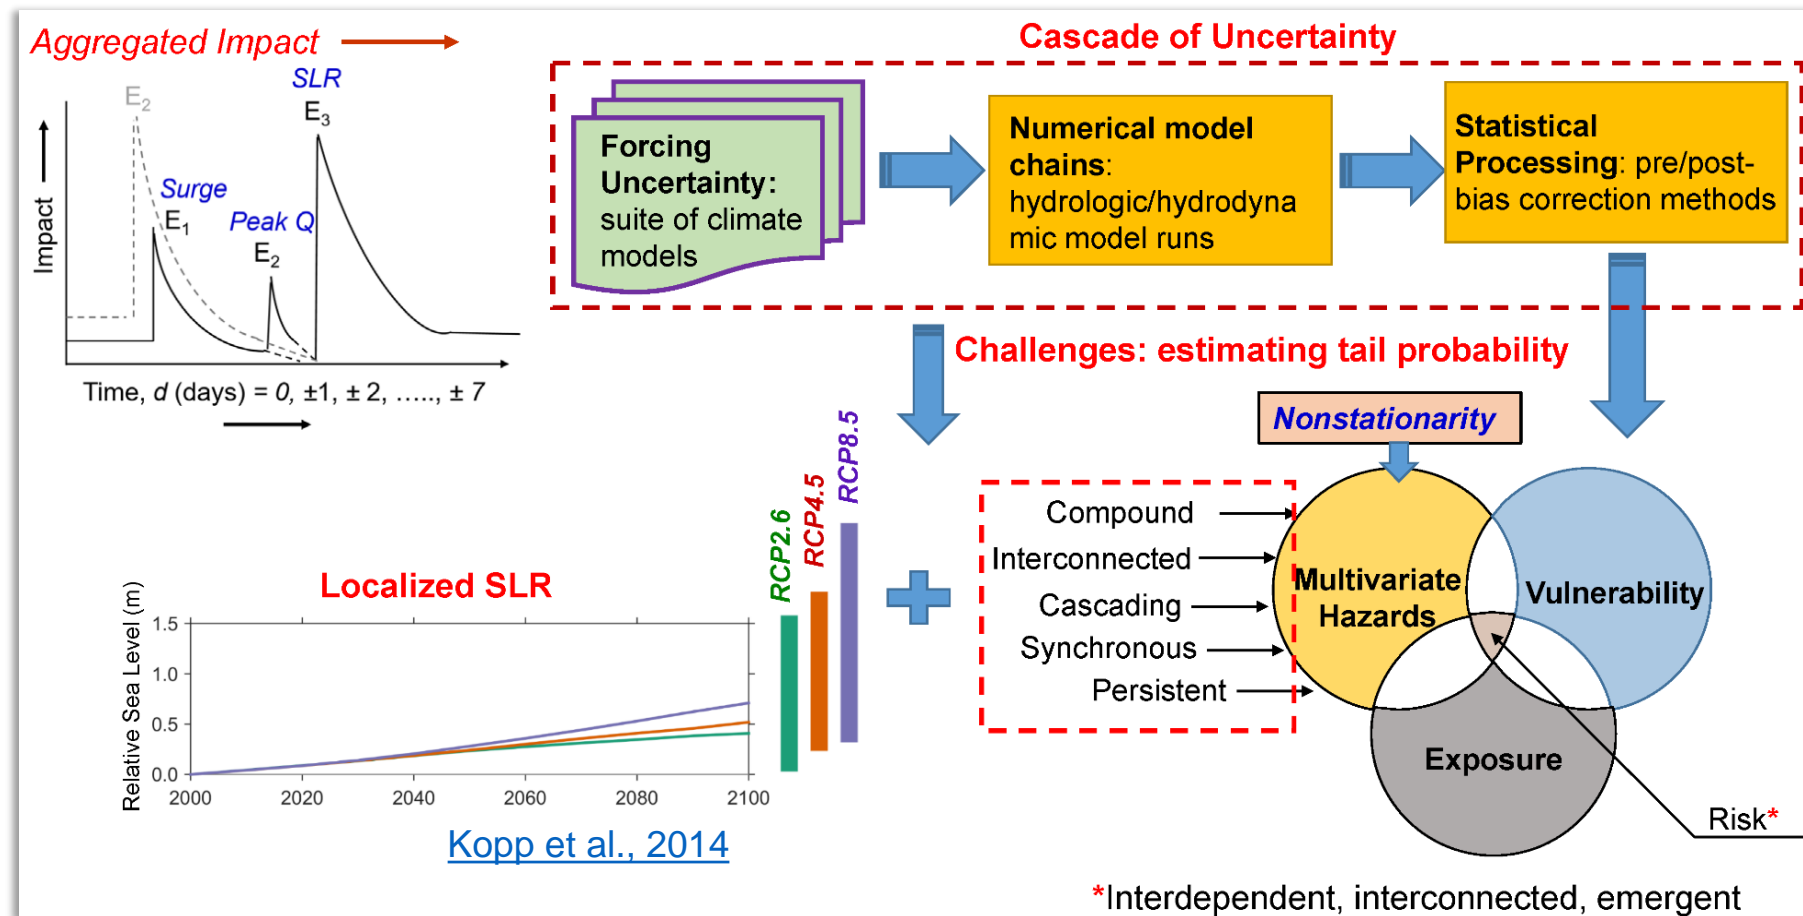 Aggregated Impact
SLR
E2
E3
Surge
E1
Peak Q
E2
Impact
Time, d (days) = 0, ±1, ± 2, ....., ± 7
Cascade of Uncertainty
Forcing
Uncertainty:
suite of climate
models
Numerical model
chains:
hydrologic/hydrodyna
mic model runs
Statistical
Processing: pre/post-
bias correction methods
Challenges: estimating tail probability
Nonstationarity
RCP2.6
RCP4.5
RCP8.5
Localized SLR
Relative Sea Level (m)
1.5
1.0
0.5
0.0
2000
2020
2040
2060
2080
2100
Kopp et al., 2014
Compound
Interconnected
Cascading
Synchronous
Persistent
Multivariate
Hazards
Vulnerability
Exposure
Risk*
*Interdependent, interconnected, emergent